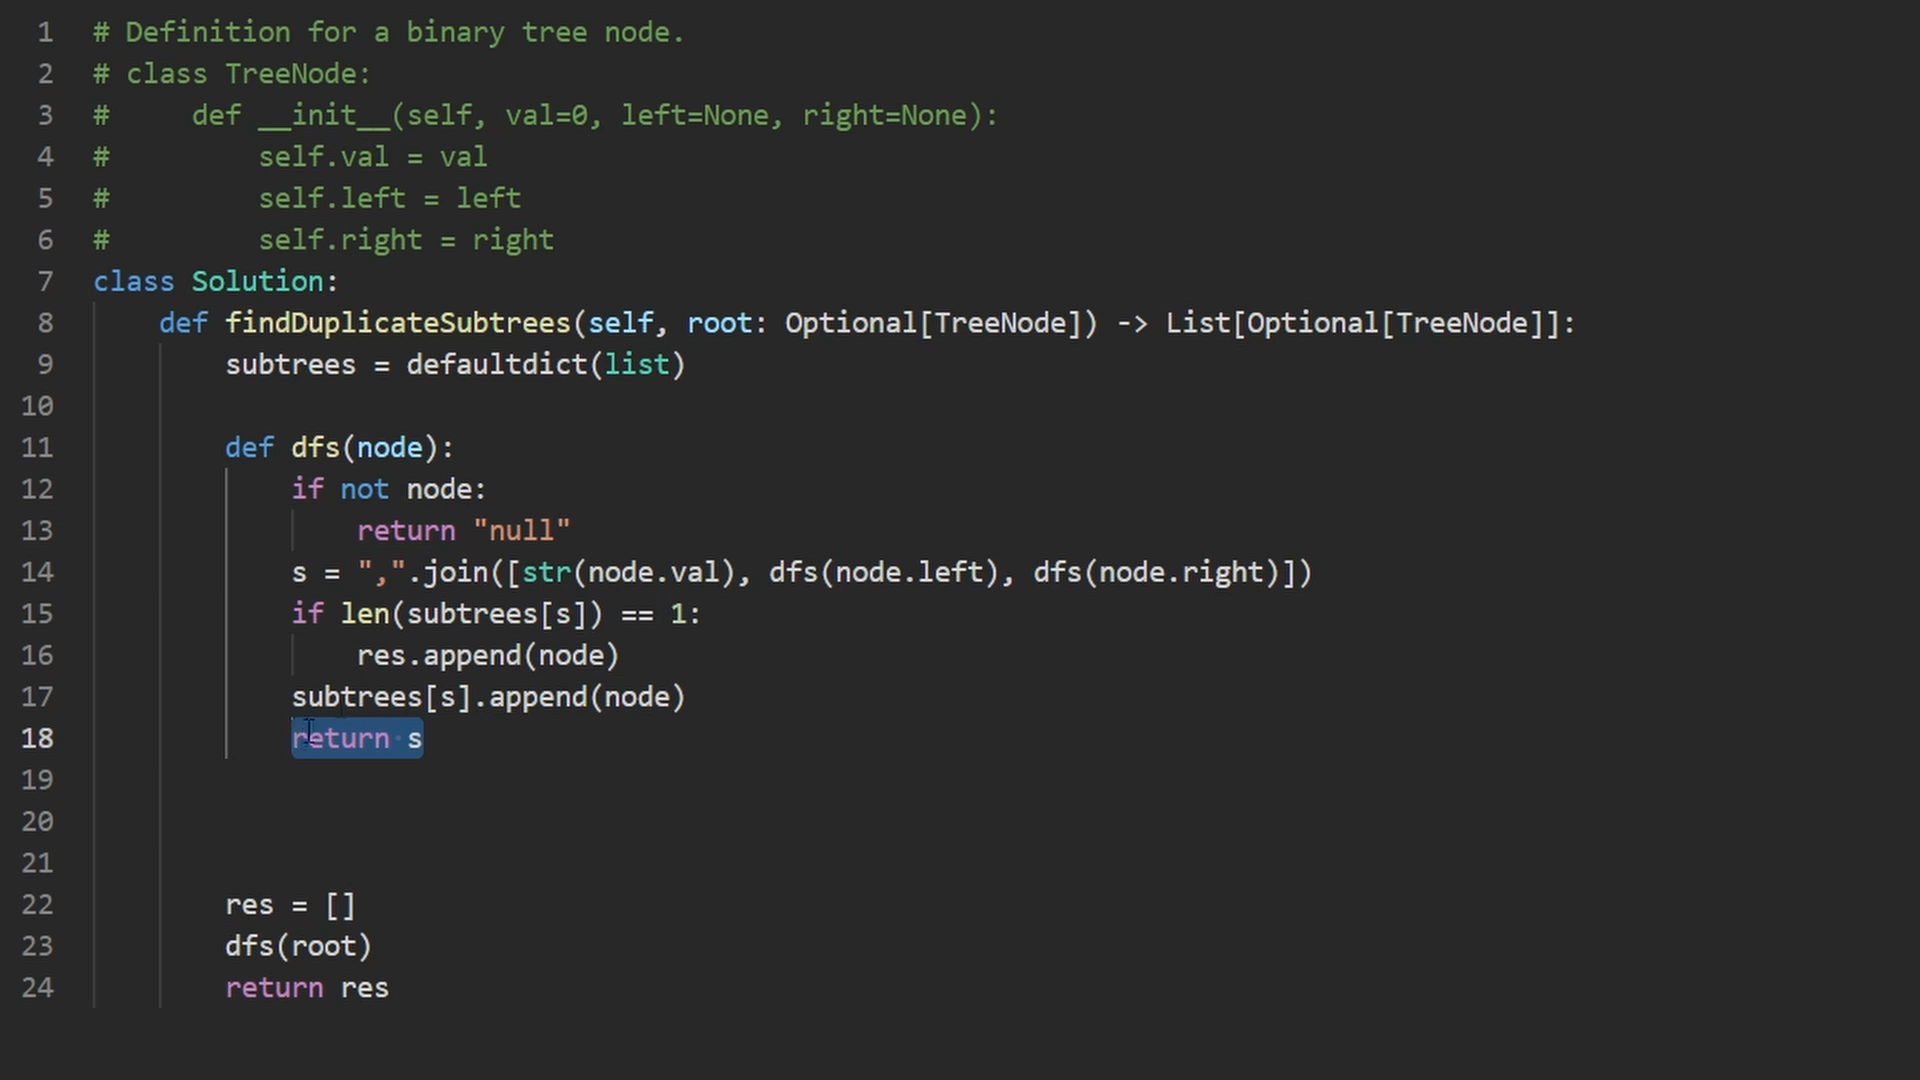 1 # Definition for a binary tree node.
2 # class TreeNode:
3 #     def __init__(self, val=0, left=None, right=None):
4 #         self.val = val
5 #         self.left = left
6 #         self.right = right
7 class Solution:
8     def findDuplicateSubtrees(self, root: Optional[TreeNode]) -> List[Optional[TreeNode]]:
9         subtrees = defaultdict(list)
10
11         def dfs(node):
12             if not node:
13                 return "null"
14             s = ",".join([str(node.val), dfs(node.left), dfs(node.right)])
15             if len(subtrees[s]) == 1:
16                 res.append(node)
17             subtrees[s].append(node)
18             return s
19
20
21
22         res = []
23         dfs(root)
24         return res